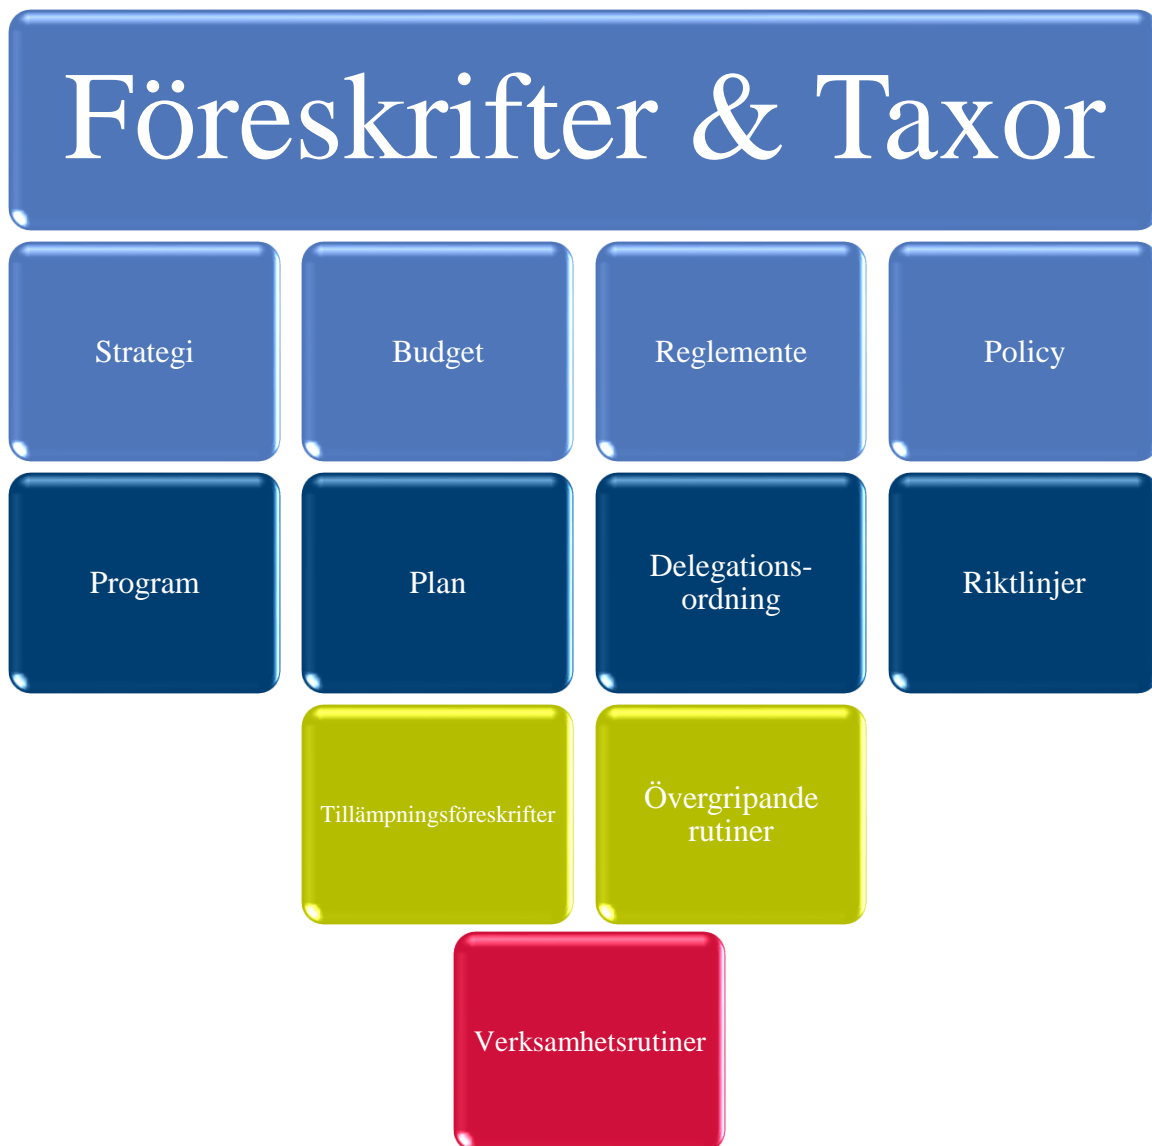 Föreskrifter & Taxor
Strategi
Budget
Reglemente
Policy
Program
Plan
Delegations-
ordning
Riktlinjer
Tillämpningsföreskrifter
Övergripande
rutiner
Verksamhetsrutiner